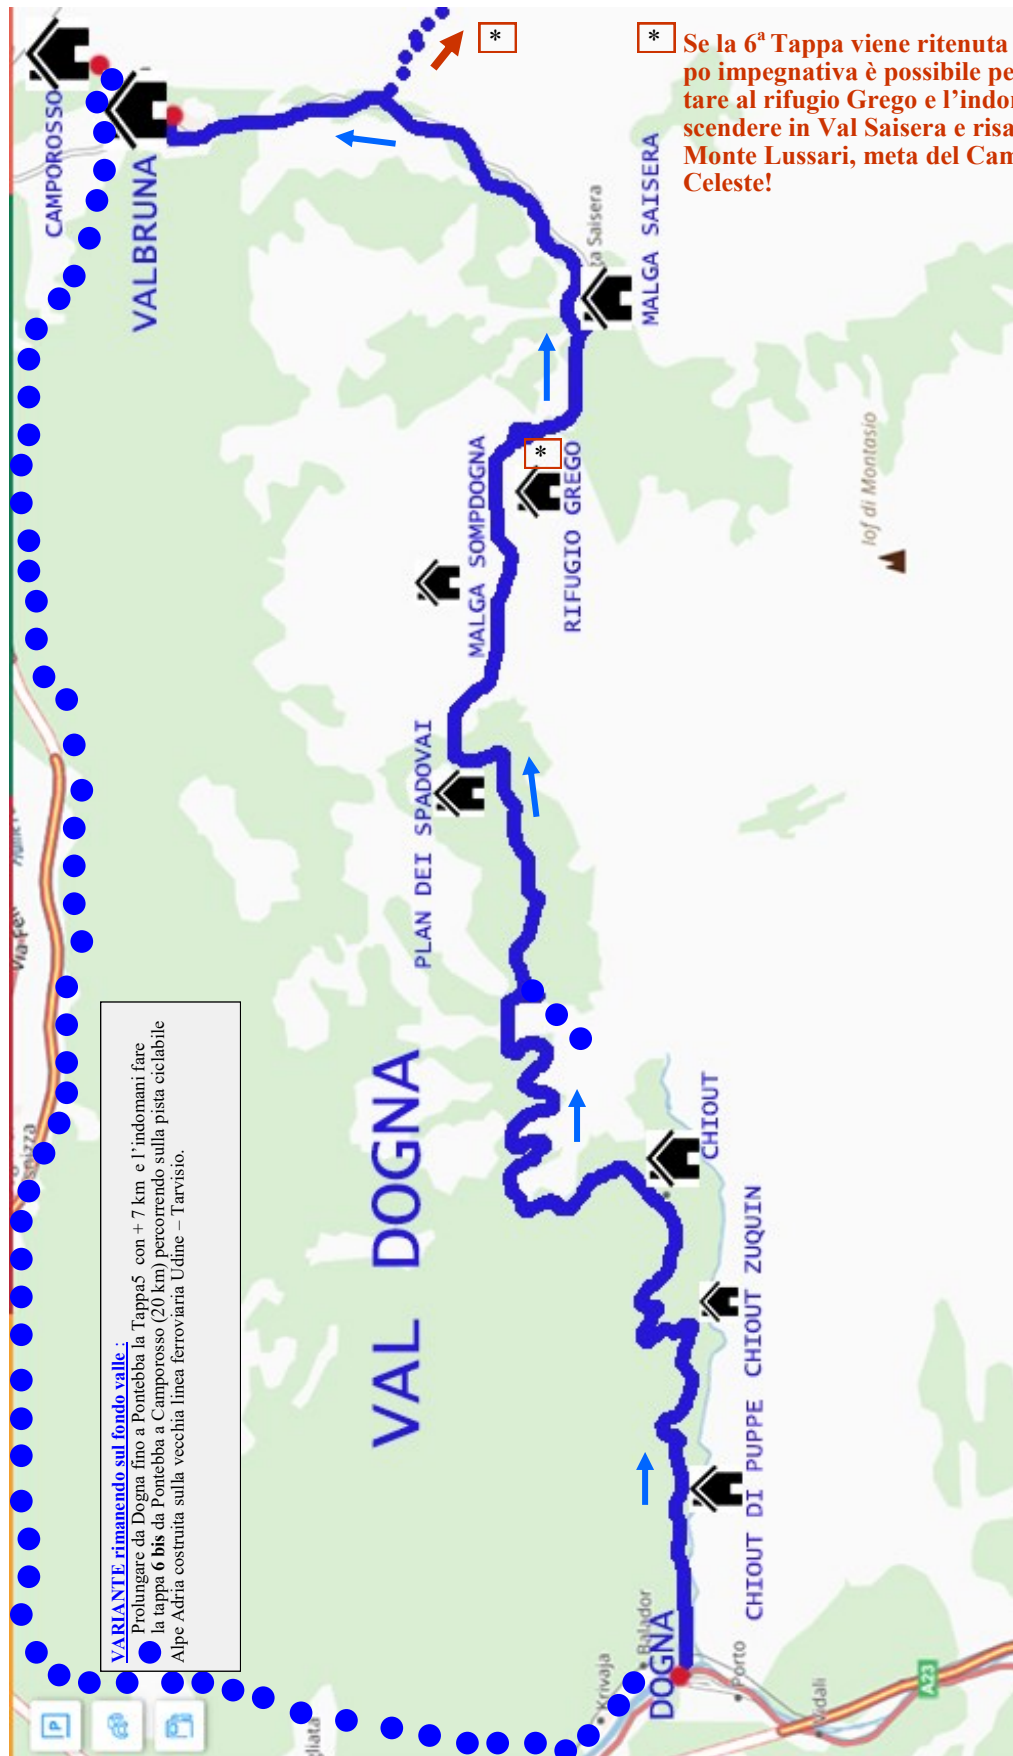 *
* Se la 6ª Tappa viene ritenuta
po impegnativa è possibile pe
tare al rifugio Grego e l'indo
scendere in Val Saisera e risa
Monte Lussari, meta del Cam
Celeste!
CAMPOROSSO
VALBRUNA
Saisera
MALGA SAISERA
*
MALGA SOMPDOGNA
RIFUGIO GREGO
Iof di Montasio
PLAN DEI SPADOVAI
VAL DOGNA
CHIOUT
CHIOUT ZUQUIN
CHIOUT DI PUPPE
DOGNA
Balador
Krivaja
Porto
Vidali
A23
P
gliata
VARIANTE rimanendo sul fondo valle :
Prolungare da Dogna fino a Pontebba la Tappa5 con + 7 km e l'indomani fare
la tappa 6 bis da Pontebba a Camporosso (20 km) percorrendo sulla pista ciclabile
Alpe Adria costruita sulla vecchia linea ferroviaria Udine – Tarvisio.